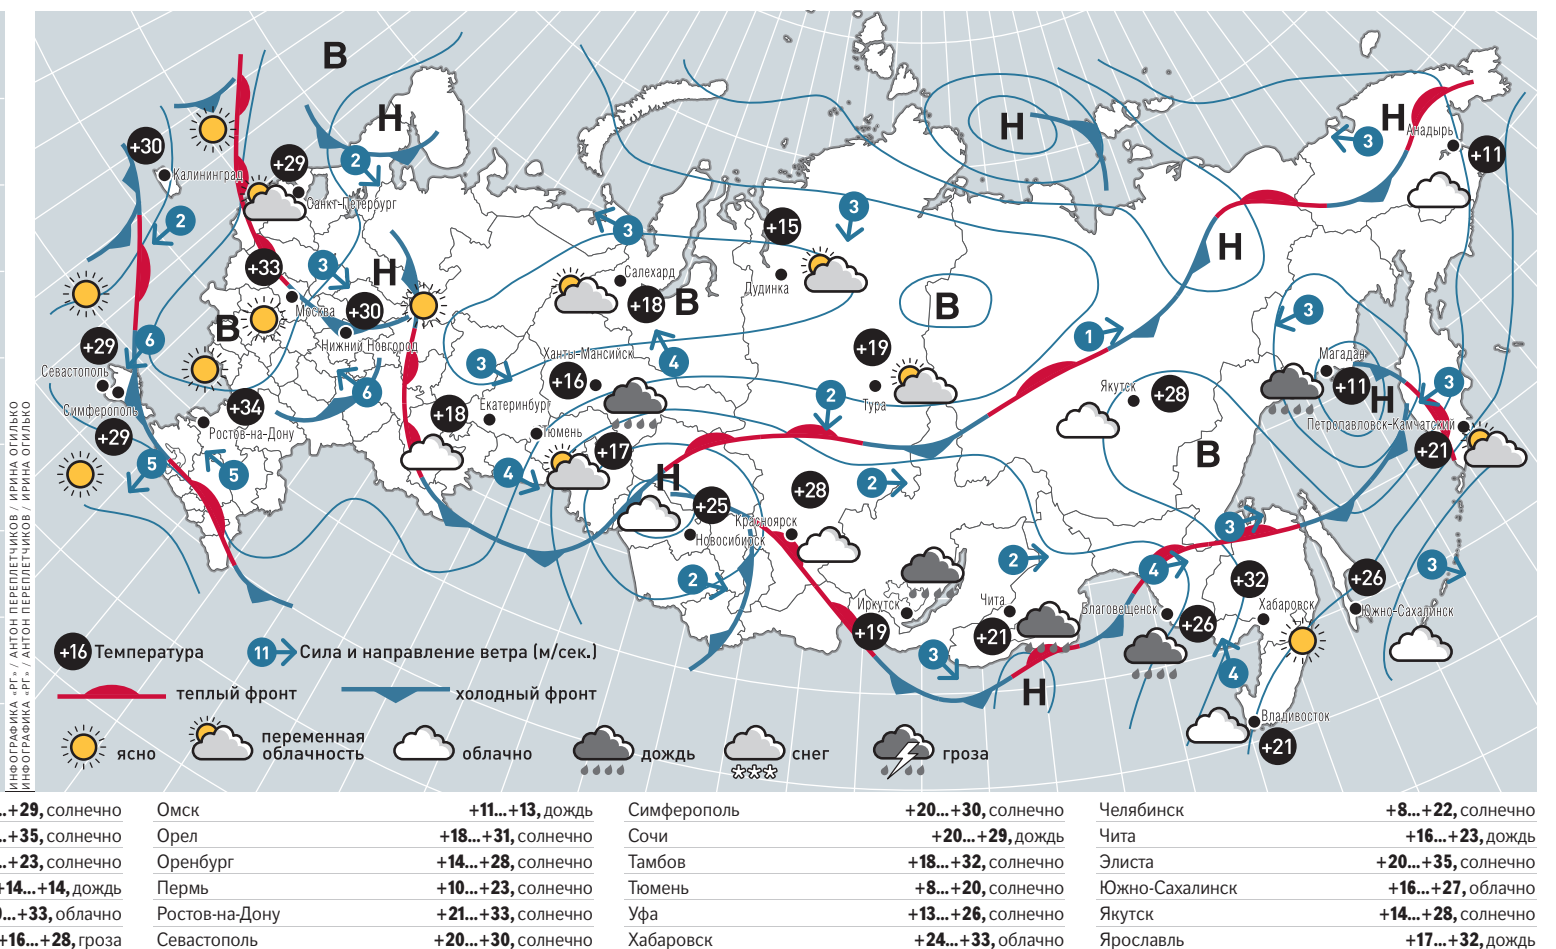 ИНФОГРАФИКА «РГ» / АНТОН ПЕРЕПЛЕТЧИКОВ / ИРИНА ОГИЛЬКО
ИНФОГРАФИКА «РГ» / АНТОН ПЕРЕПЛЕТЧИКОВ / ИРИНА ОГИЛЬКО
В
Н
Н
Н
3
Анадырь
+11
+30
Калининград
+29
2
Санкт-Петербург
2
3
+15
3
Дудинка
Н
+33
3
Н
Москва
+30
Нижний Новгород
Салехард
+18
В
В
В
6
+29
Севастополь
Симферополь
+29
6
+34
Ростов-на-Дону
5
5
3
Ханты-Мансийск
+16
4
+18
Екатеринбург
Тюмень
+17
4
+19
Тура
2
1
3
Магадан
+11
Н
3
Петропавловск-Камчатский
+21
Якутск
+28
В
Н
+25
Новосибирск
Красноярск
+28
2
2
3
2
4
+32
Хабаровск
+26
Южно-Сахалинск
3
Иркутск
+19
Чита
+21
Благовещенск
+26
3
Н
4
Владивосток
+21
+16 Температура
11 Сила и направление ветра (м/сек.)
теплый фронт
холодный фронт
ясно
переменная
облачность
облачно
дождь
снег
гроза
..+29, солнечно
..+35, солнечно
..+23, солнечно
+14...+14, дождь
...+33, облачно
+16...+28, гроза
Омск +11...+13, дождь
Орел +18...+31, солнечно
Оренбург +14...+28, солнечно
Пермь +10...+23, солнечно
Ростов-на-Дону +21...+33, солнечно
Севастополь +20...+30, солнечно
Симферополь +20...+30, солнечно
Сочи +20...+29, дождь
Тамбов +18...+32, солнечно
Тюмень +8...+20, солнечно
Уфа +13...+26, солнечно
Хабаровск +24...+33, облачно
Челябинск +8...+22, солнечно
Чита +16...+23, дождь
Элиста +20...+35, солнечно
Южно-Сахалинск +16...+27, облачно
Якутск +14...+28, солнечно
Ярославль +17...+32, дождь